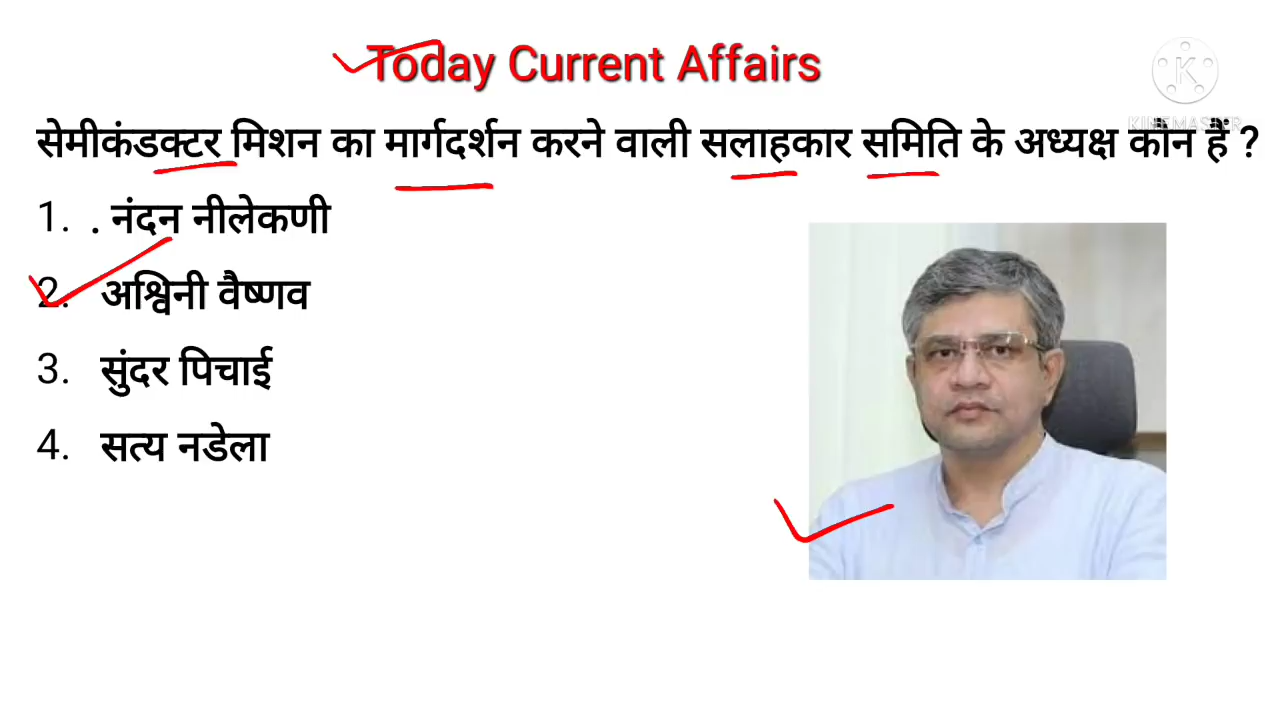 Today Current Affairs
KINEMASTER
सेमीकंडक्टर मिशन का मार्गदर्शन करने वाली सलाहकार समिति के अध्यक्ष कौन हैं ?
1. . नंदन नीलेकणी
2. अश्विनी वैष्णव
3. सुंदर पिचाई
4. सत्य नडेला